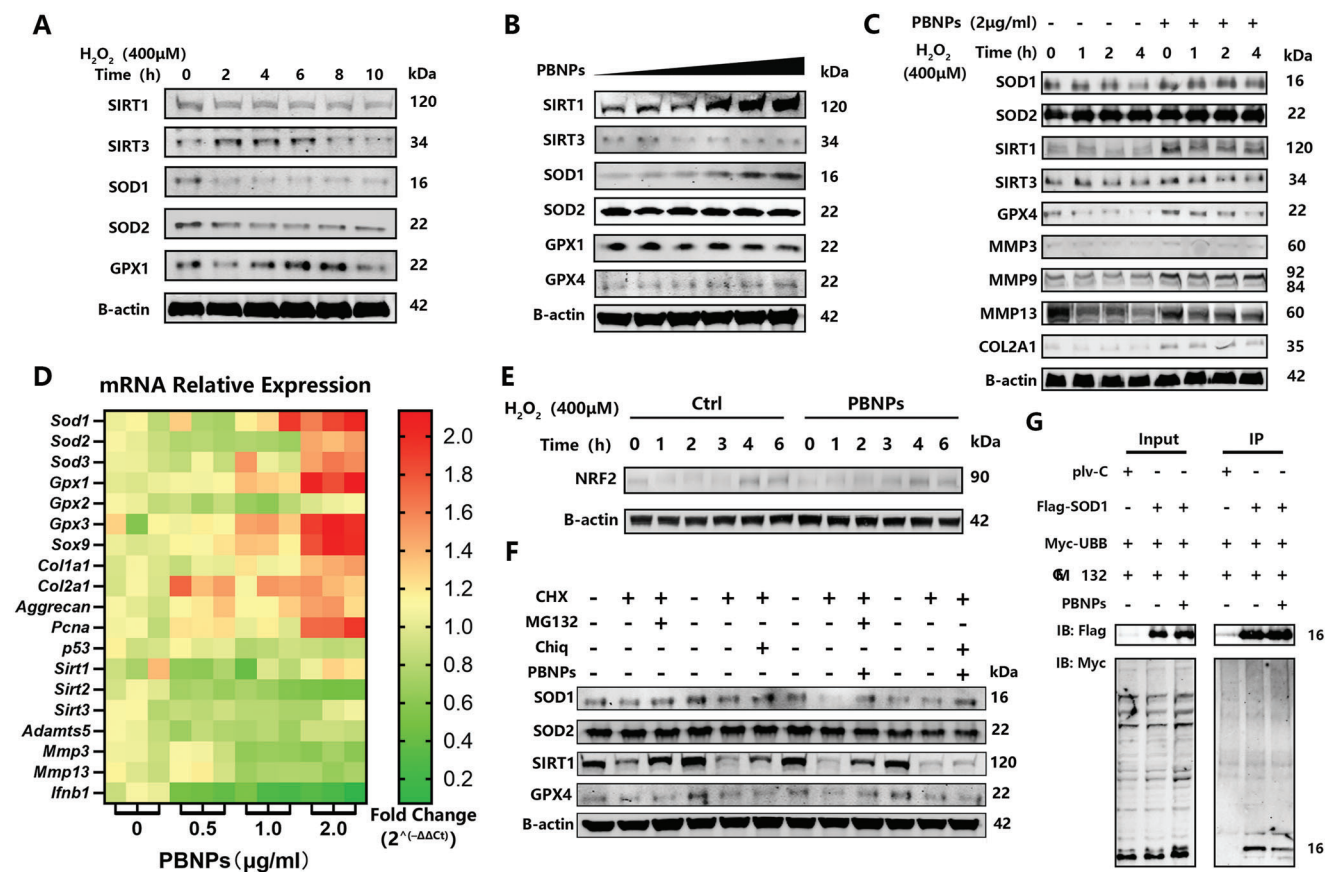 A
H₂O₂ (400μM)
Time (h) 0 2 4 6 8 10 kDa
SIRT1 120
SIRT3 34
SOD1 16
SOD2 22
GPX1 22
B-actin 42
B
PBNPs kDa
SIRT1 120
SIRT3 34
SOD1 16
SOD2 22
GPX1 22
GPX4 22
B-actin 42
C
PBNPs (2μg/ml) - - - - + + + +
H₂O₂ (400μM) Time (h) 0 1 2 4 0 1 2 4 kDa
SOD1 16
SOD2 22
SIRT1 120
SIRT3 34
GPX4 22
MMP3 60
MMP9 92
84
MMP13 60
COL2A1 35
B-actin 42
D
mRNA Relative Expression
Sod1
Sod2
Sod3
Gpx1
Gpx2
Gpx3
Sox9
Col1a1
Col2a1
Aggrecan
Pcna
p53
Sirt1
Sirt2
Sirt3
Adamts5
Mmp3
Mmp13
Ifnb1
2.0
1.8
1.6
1.4
1.2
1.0
0.8
0.6
0.4
0.2
0 0.5 1.0 2.0
PBNPs (μg/ml)
Fold Change
(2^(−ΔΔCt))
E
H₂O₂ (400μM) Ctrl PBNPs
Time (h) 0 1 2 3 4 6 0 1 2 3 4 6 kDa
NRF2 90
B-actin 42
F
CHX - + + - + + - + + - + +
MG132 + +
Chiq + +
PBNPs - - - - - - - - + - - + kDa
SOD1 16
SOD2 22
SIRT1 120
GPX4 22
B-actin 42
G
Input IP
plv-C + - - + - -
Flag-SOD1 - + + - + +
Myc-UBB + + + + + +
132 + + + + + +
PBNPs - - + - - +
IB: Flag 16
IB: Myc
16